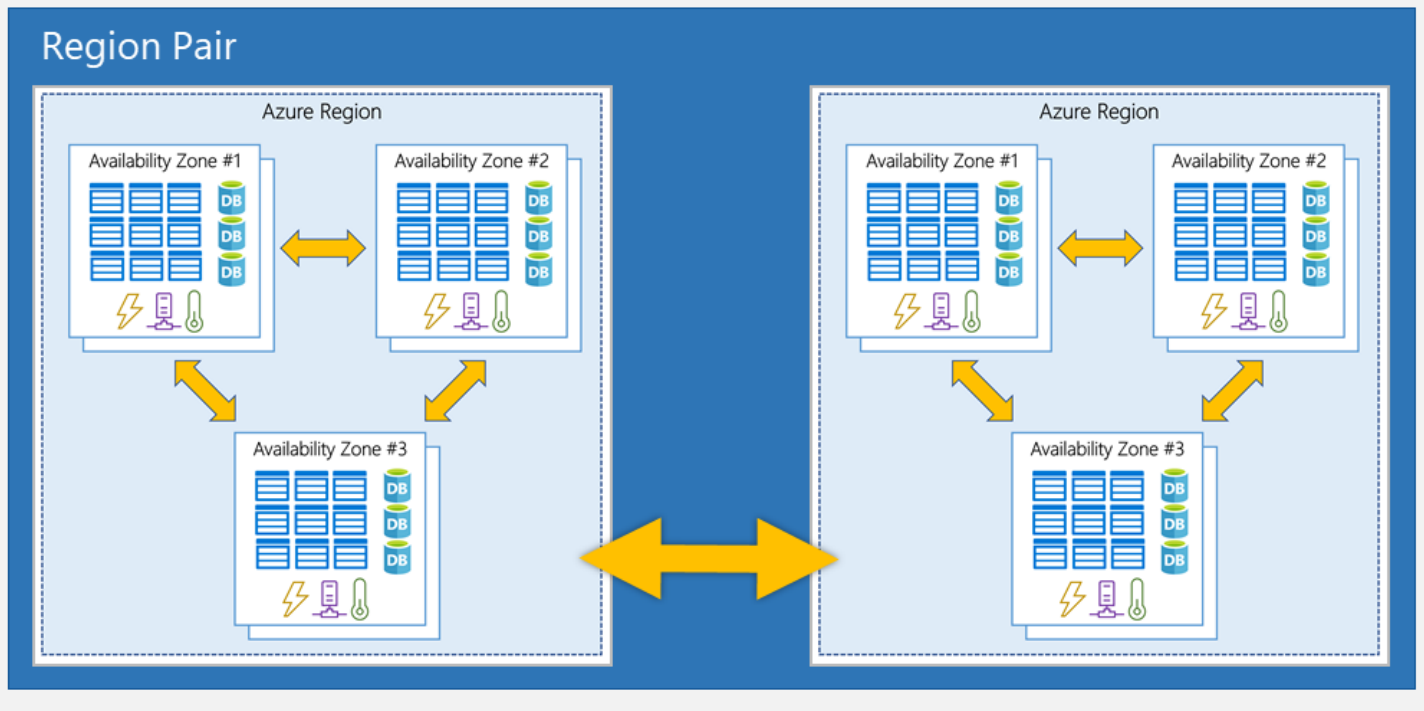 Region Pair
Azure Region
Availability Zone #1
Availability Zone #2
DB
DB
DB
DB
DB
DB
Availability Zone #3
DB
DB
DB
Azure Region
Availability Zone #1
Availability Zone #2
DB
DB
DB
DB
DB
DB
Availability Zone #3
DB
DB
DB